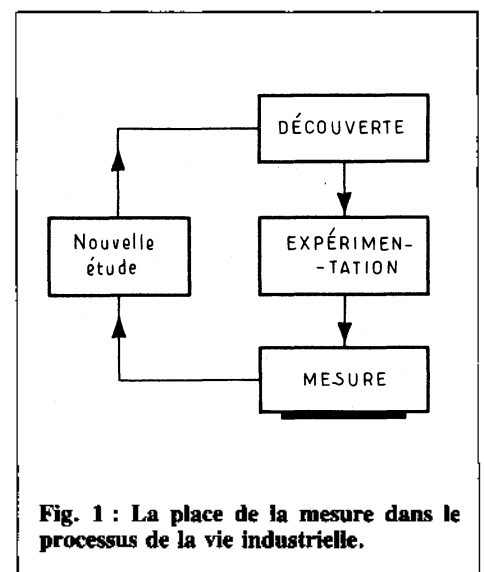 DÉCOUVERTE
Nouvelle
étude
EXPÉRIMEN-
-TATION
MESURE
Fig. 1 : La place de la mesure dans le
processus de la vie industrielle.